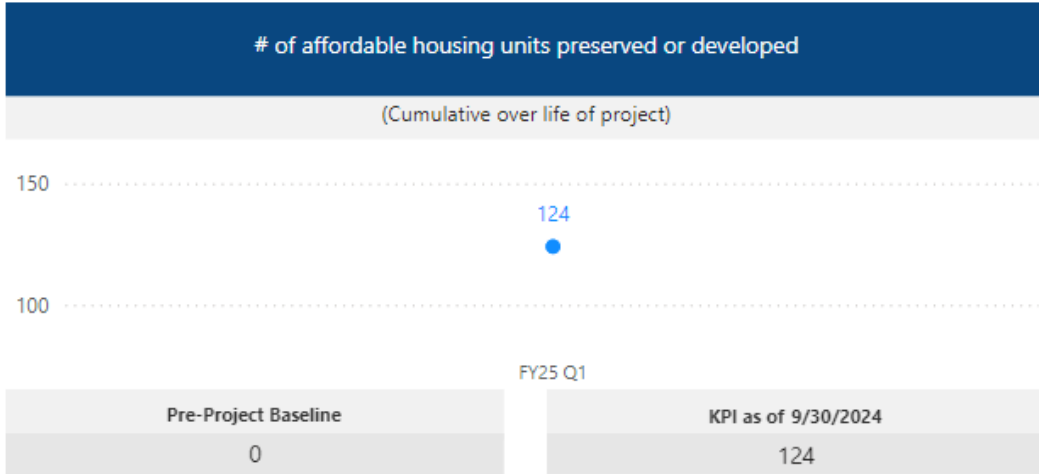 # of affordable housing units preserved or developed
(Cumulative over life of project)
150
124
100
FY25 Q1
Pre-Project Baseline
KPI as of 9/30/2024
0
124